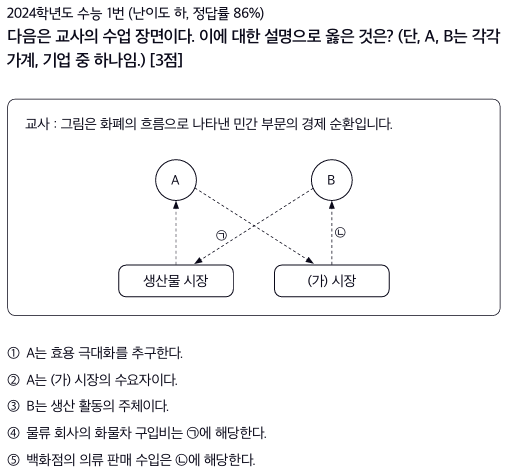 2024학년도 수능 1번 (난이도 하, 정답률 86%)
다음은 교사의 수업 장면이다. 이에 대한 설명으로 옳은 것은? (단, A, B는 각각
가계, 기업 중 하나임.) [3점]
교사 : 그림은 화폐의 흐름으로 나타낸 민간 부문의 경제 순환입니다.
A
B
㉠
㉡
생산물 시장
(가) 시장
① A는 효용 극대화를 추구한다.
② A는 (가) 시장의 수요자이다.
③ B는 생산 활동의 주체이다.
④ 물류 회사의 화물차 구입비는 ㉠에 해당한다.
⑤ 백화점의 의류 판매 수입은 ㉡에 해당한다.